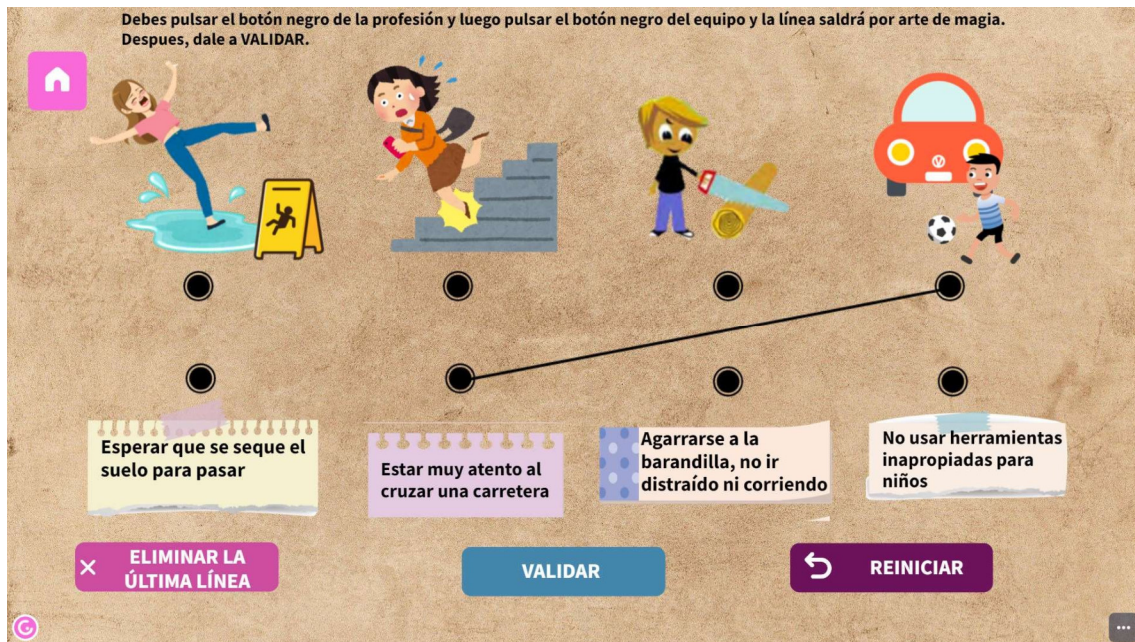 Debes pulsar el botón negro de la profesión y luego pulsar el botón negro del equipo y la línea saldrá por arte de magia.
Despues, dale a VALIDAR.
Esperar que se seque el
suelo para pasar
Estar muy atento al
cruzar una carretera
Agarrarse a la
barandilla, no ir
distraído ni corriendo
No usar herramientas
inapropiadas para
niños
ELIMINAR LA
ÚLTIMA LÍNEA
VALIDAR
REINICIAR